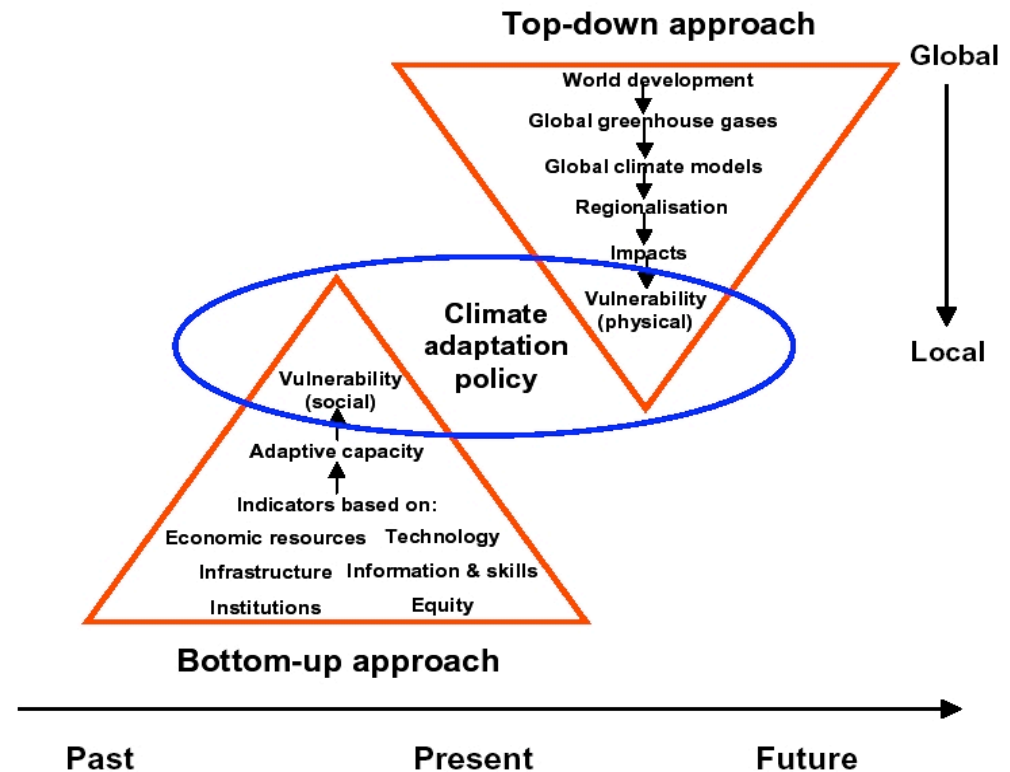 Top-down approach
Global
World development
Global greenhouse gases
Global climate models
Regionalisation
Impacts
Vulnerability
(physical)
Local
Climate
adaptation
policy
Vulnerability
(social)
Adaptive capacity
Indicators based on:
Economic resources Technology
Infrastructure Information & skills
Institutions Equity
Bottom-up approach
Past Present Future